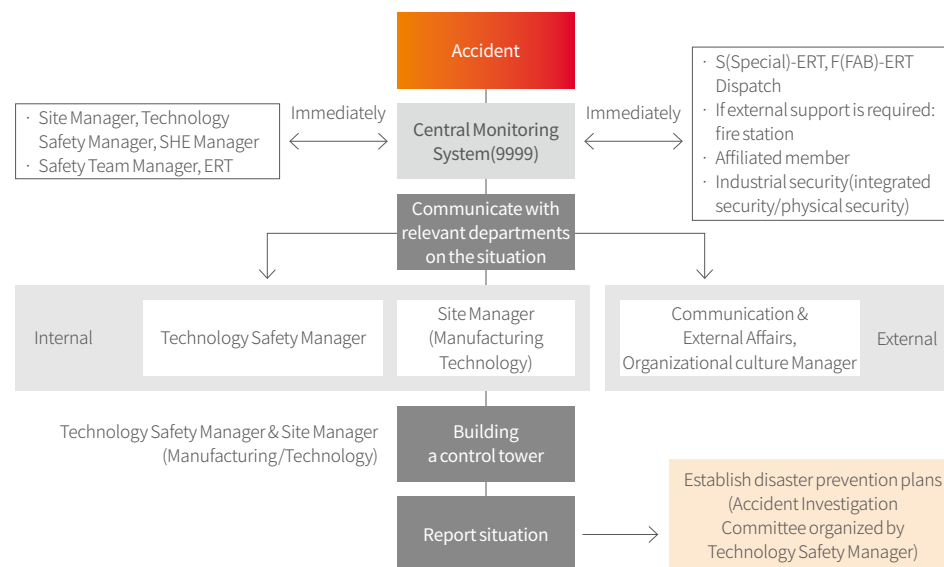 Accident
· Site Manager, Technology
Safety Manager, SHE Manager
· Safety Team Manager, ERT
Immediately
Central Monitoring
System(9999)
Immediately
· S(Special)-ERT, F(FAB)-ERT
Dispatch
· If external support is required:
fire station
· Affiliated member
· Industrial security(integrated
security/physical security)
Communicate with
relevant departments
on the situation
Internal
Technology Safety Manager
Site Manager
(Manufacturing
Technology)
Communication &
External Affairs,
Organizational culture Manager
External
Technology Safety Manager & Site Manager
(Manufacturing/Technology)
Building
a control tower
Report situation
Establish disaster prevention plans
(Accident Investigation
Committee organized by
Technology Safety Manager)